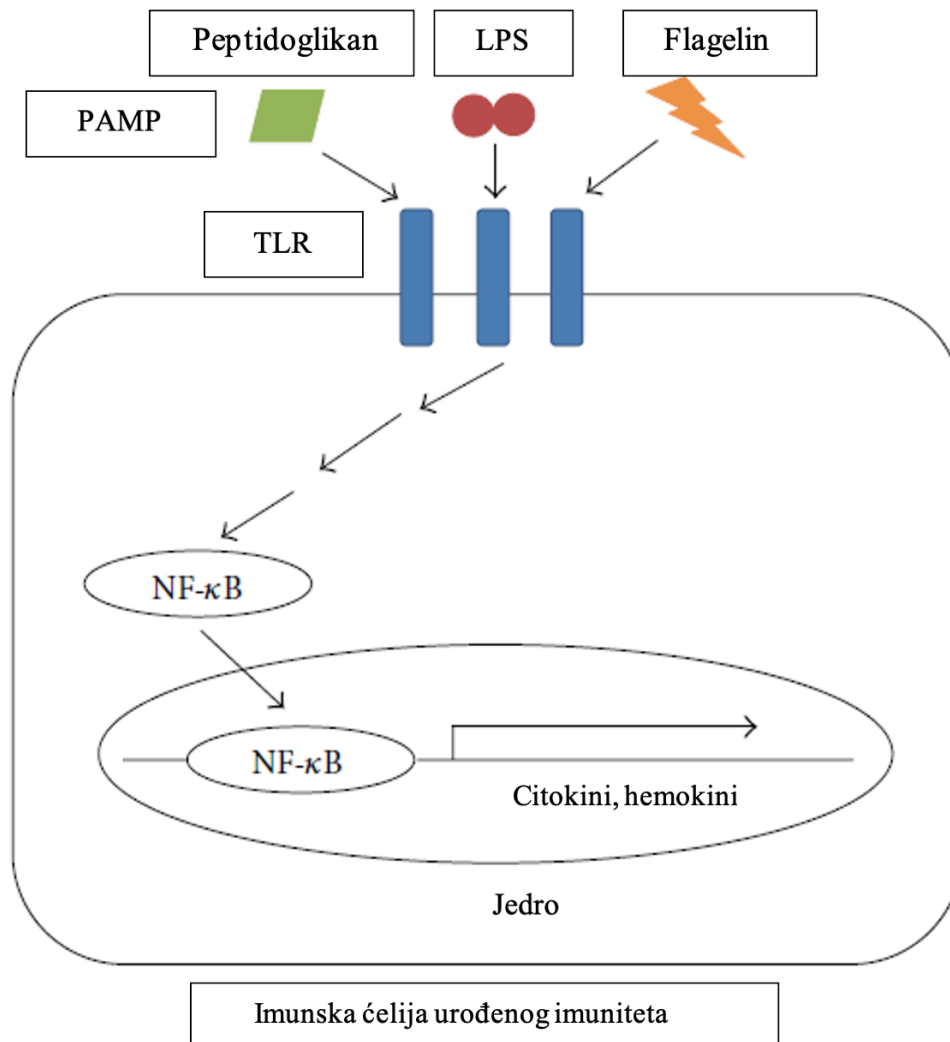 Peptidoglikan
LPS
Flagelin
PAMP
TLR
NF-κB
NF-κB
Citokini, hemokini
Jedro
Imunska ćelija urođenog imuniteta